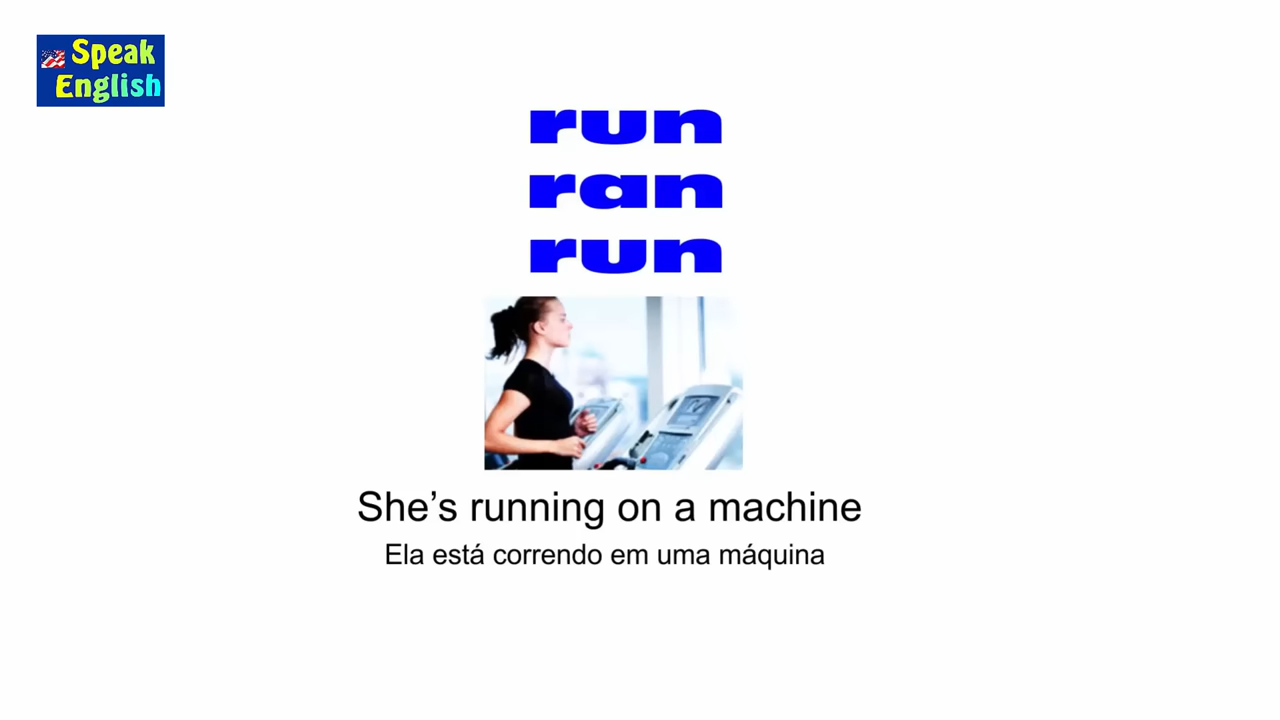 Speak
English
run
ran
run
She’s running on a machine
Ela está correndo em uma máquina